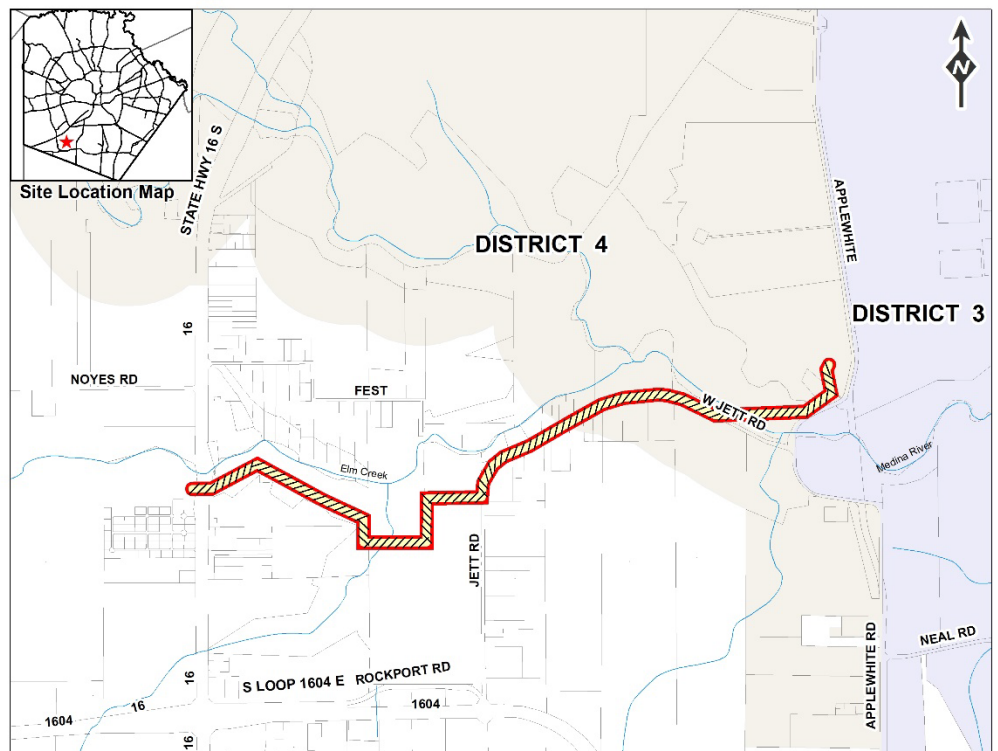 N
Site Location Map
STATE HWY 16 S
APPLEWHITE
DISTRICT 4
DISTRICT 3
16
NOYES RD
FEST
W JETT RD
Elm Creek
Medina River
JETT RD
NEAL RD
APPLEWHITE RD
S LOOP 1604 E ROCKPORT RD
16
16
1604
1604
16